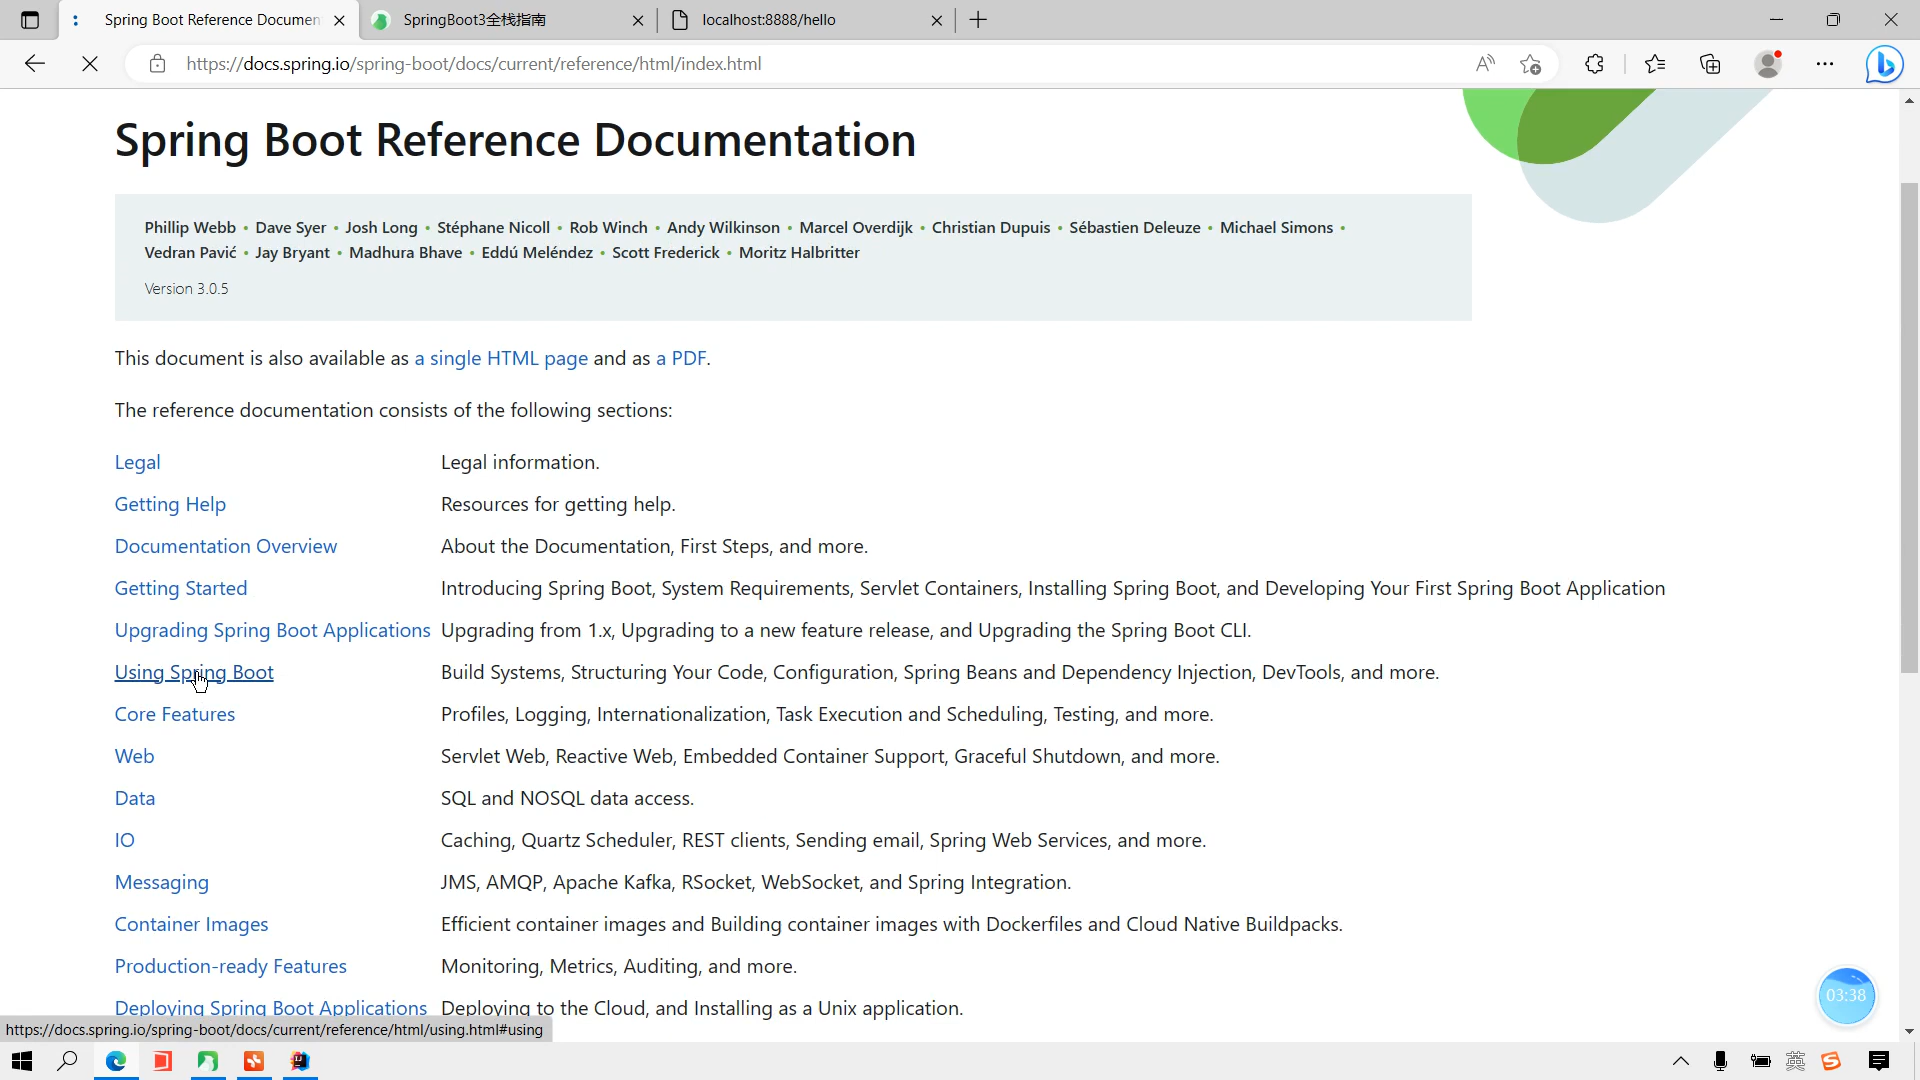 Spring Boot Reference Documen
SpringBoot3全栈指南
localhost:8888/hello
https://docs.spring.io/spring-boot/docs/current/reference/html/index.html
Spring Boot Reference Documentation
Phillip Webb • Dave Syer • Josh Long • Stéphane Nicoll • Rob Winch • Andy Wilkinson • Marcel Overdijk • Christian Dupuis • Sébastien Deleuze • Michael Simons •
Vedran Pavić • Jay Bryant • Madhura Bhave • Eddú Meléndez • Scott Frederick • Moritz Halbritter
Version 3.0.5
This document is also available as a single HTML page and as a PDF.
The reference documentation consists of the following sections:
Legal Legal information.
Getting Help Resources for getting help.
Documentation Overview About the Documentation, First Steps, and more.
Getting Started Introducing Spring Boot, System Requirements, Servlet Containers, Installing Spring Boot, and Developing Your First Spring Boot Application
Upgrading Spring Boot Applications Upgrading from 1.x, Upgrading to a new feature release, and Upgrading the Spring Boot CLI.
Using Spring Boot Build Systems, Structuring Your Code, Configuration, Spring Beans and Dependency Injection, DevTools, and more.
Core Features Profiles, Logging, Internationalization, Task Execution and Scheduling, Testing, and more.
Web Servlet Web, Reactive Web, Embedded Container Support, Graceful Shutdown, and more.
Data SQL and NOSQL data access.
IO Caching, Quartz Scheduler, REST clients, Sending email, Spring Web Services, and more.
Messaging JMS, AMQP, Apache Kafka, RSocket, WebSocket, and Spring Integration.
Container Images Efficient container images and Building container images with Dockerfiles and Cloud Native Buildpacks.
Production-ready Features Monitoring, Metrics, Auditing, and more.
Deploying Spring Boot Applications Deploying to the Cloud, and Installing as a Unix application.
03:38
https://docs.spring.io/spring-boot/docs/current/reference/html/using.html#using
英